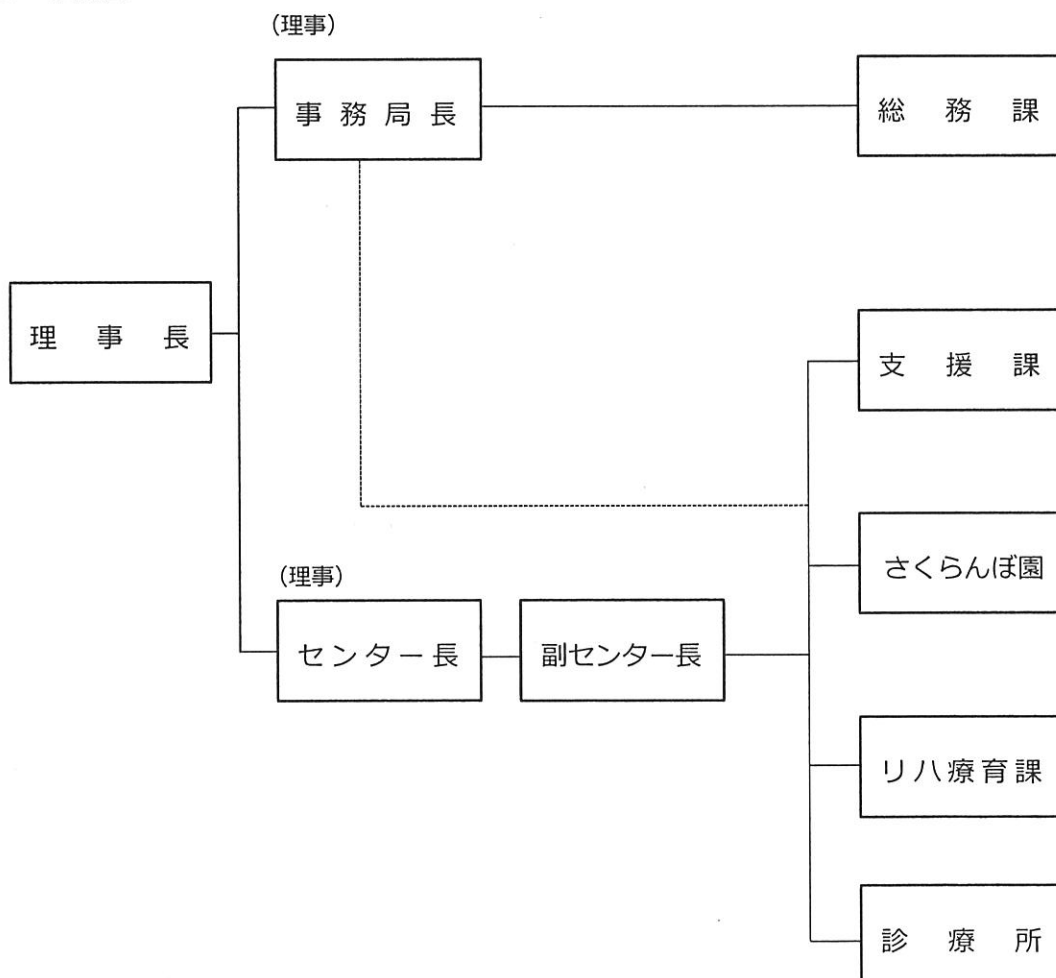 (理事)
事務局長
総務課
理事長
支援課
さくらんぼ園
(理事)
センター長
副センター長
リハ療育課
診療所